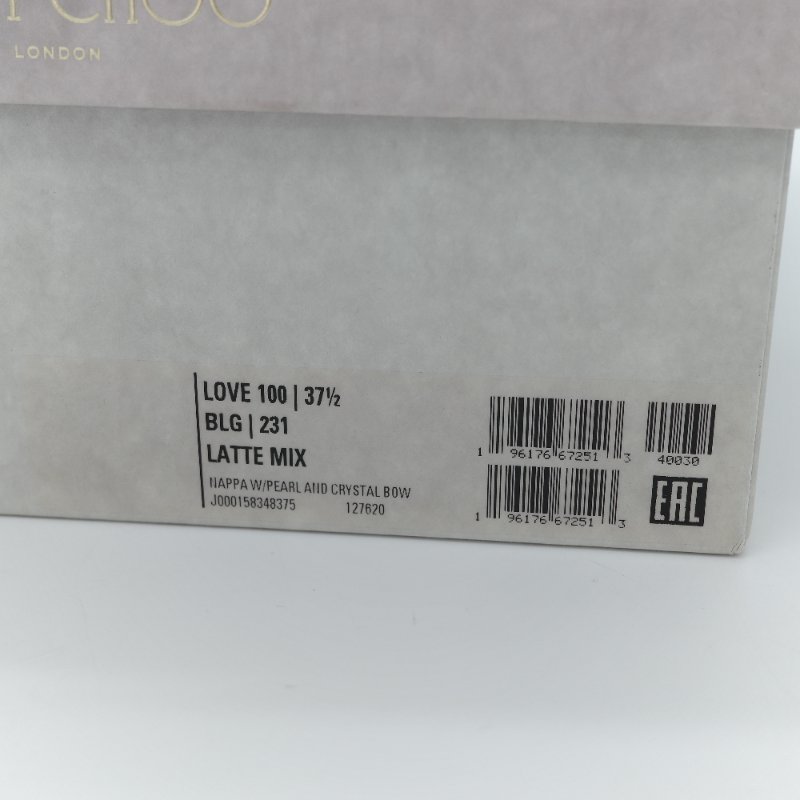 CHOO
LONDON
LOVE 100 | 37½
BLG | 231
LATTE MIX
NAPPA W/PEARL AND CRYSTAL BOW
J000158348375 127620
1 96176 67251 3
40030
1 96176 67251 3
EAC